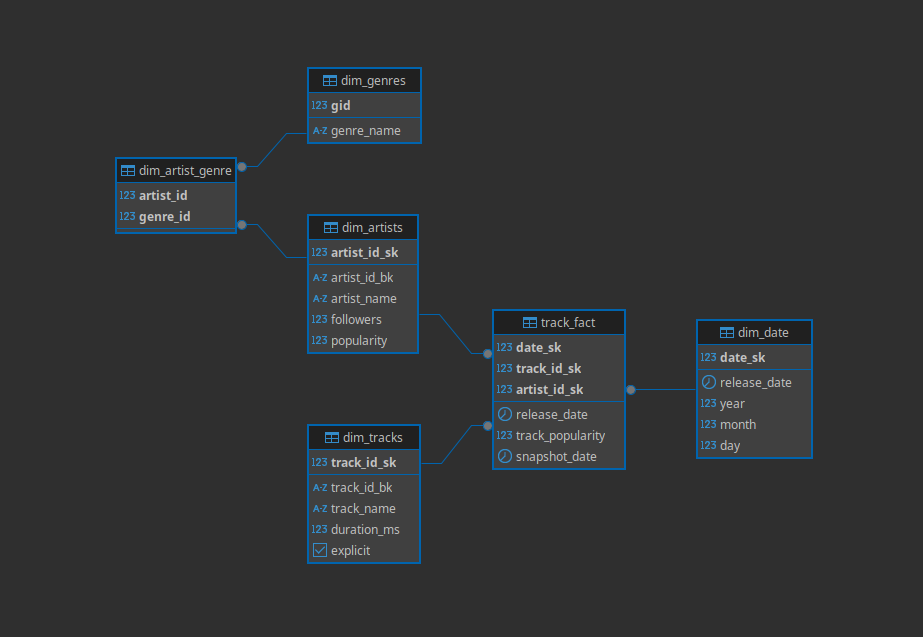 dim_genres
123 gid
A-Z genre_name
dim_artist_genre
123 artist_id
123 genre_id
dim_artists
123 artist_id_sk
A-Z artist_id_bk
A-Z artist_name
123 followers
123 popularity
track_fact
123 date_sk
123 track_id_sk
123 artist_id_sk
release_date
123 track_popularity
snapshot_date
dim_date
123 date_sk
release_date
123 year
123 month
123 day
dim_tracks
123 track_id_sk
A-Z track_id_bk
A-Z track_name
123 duration_ms
explicit